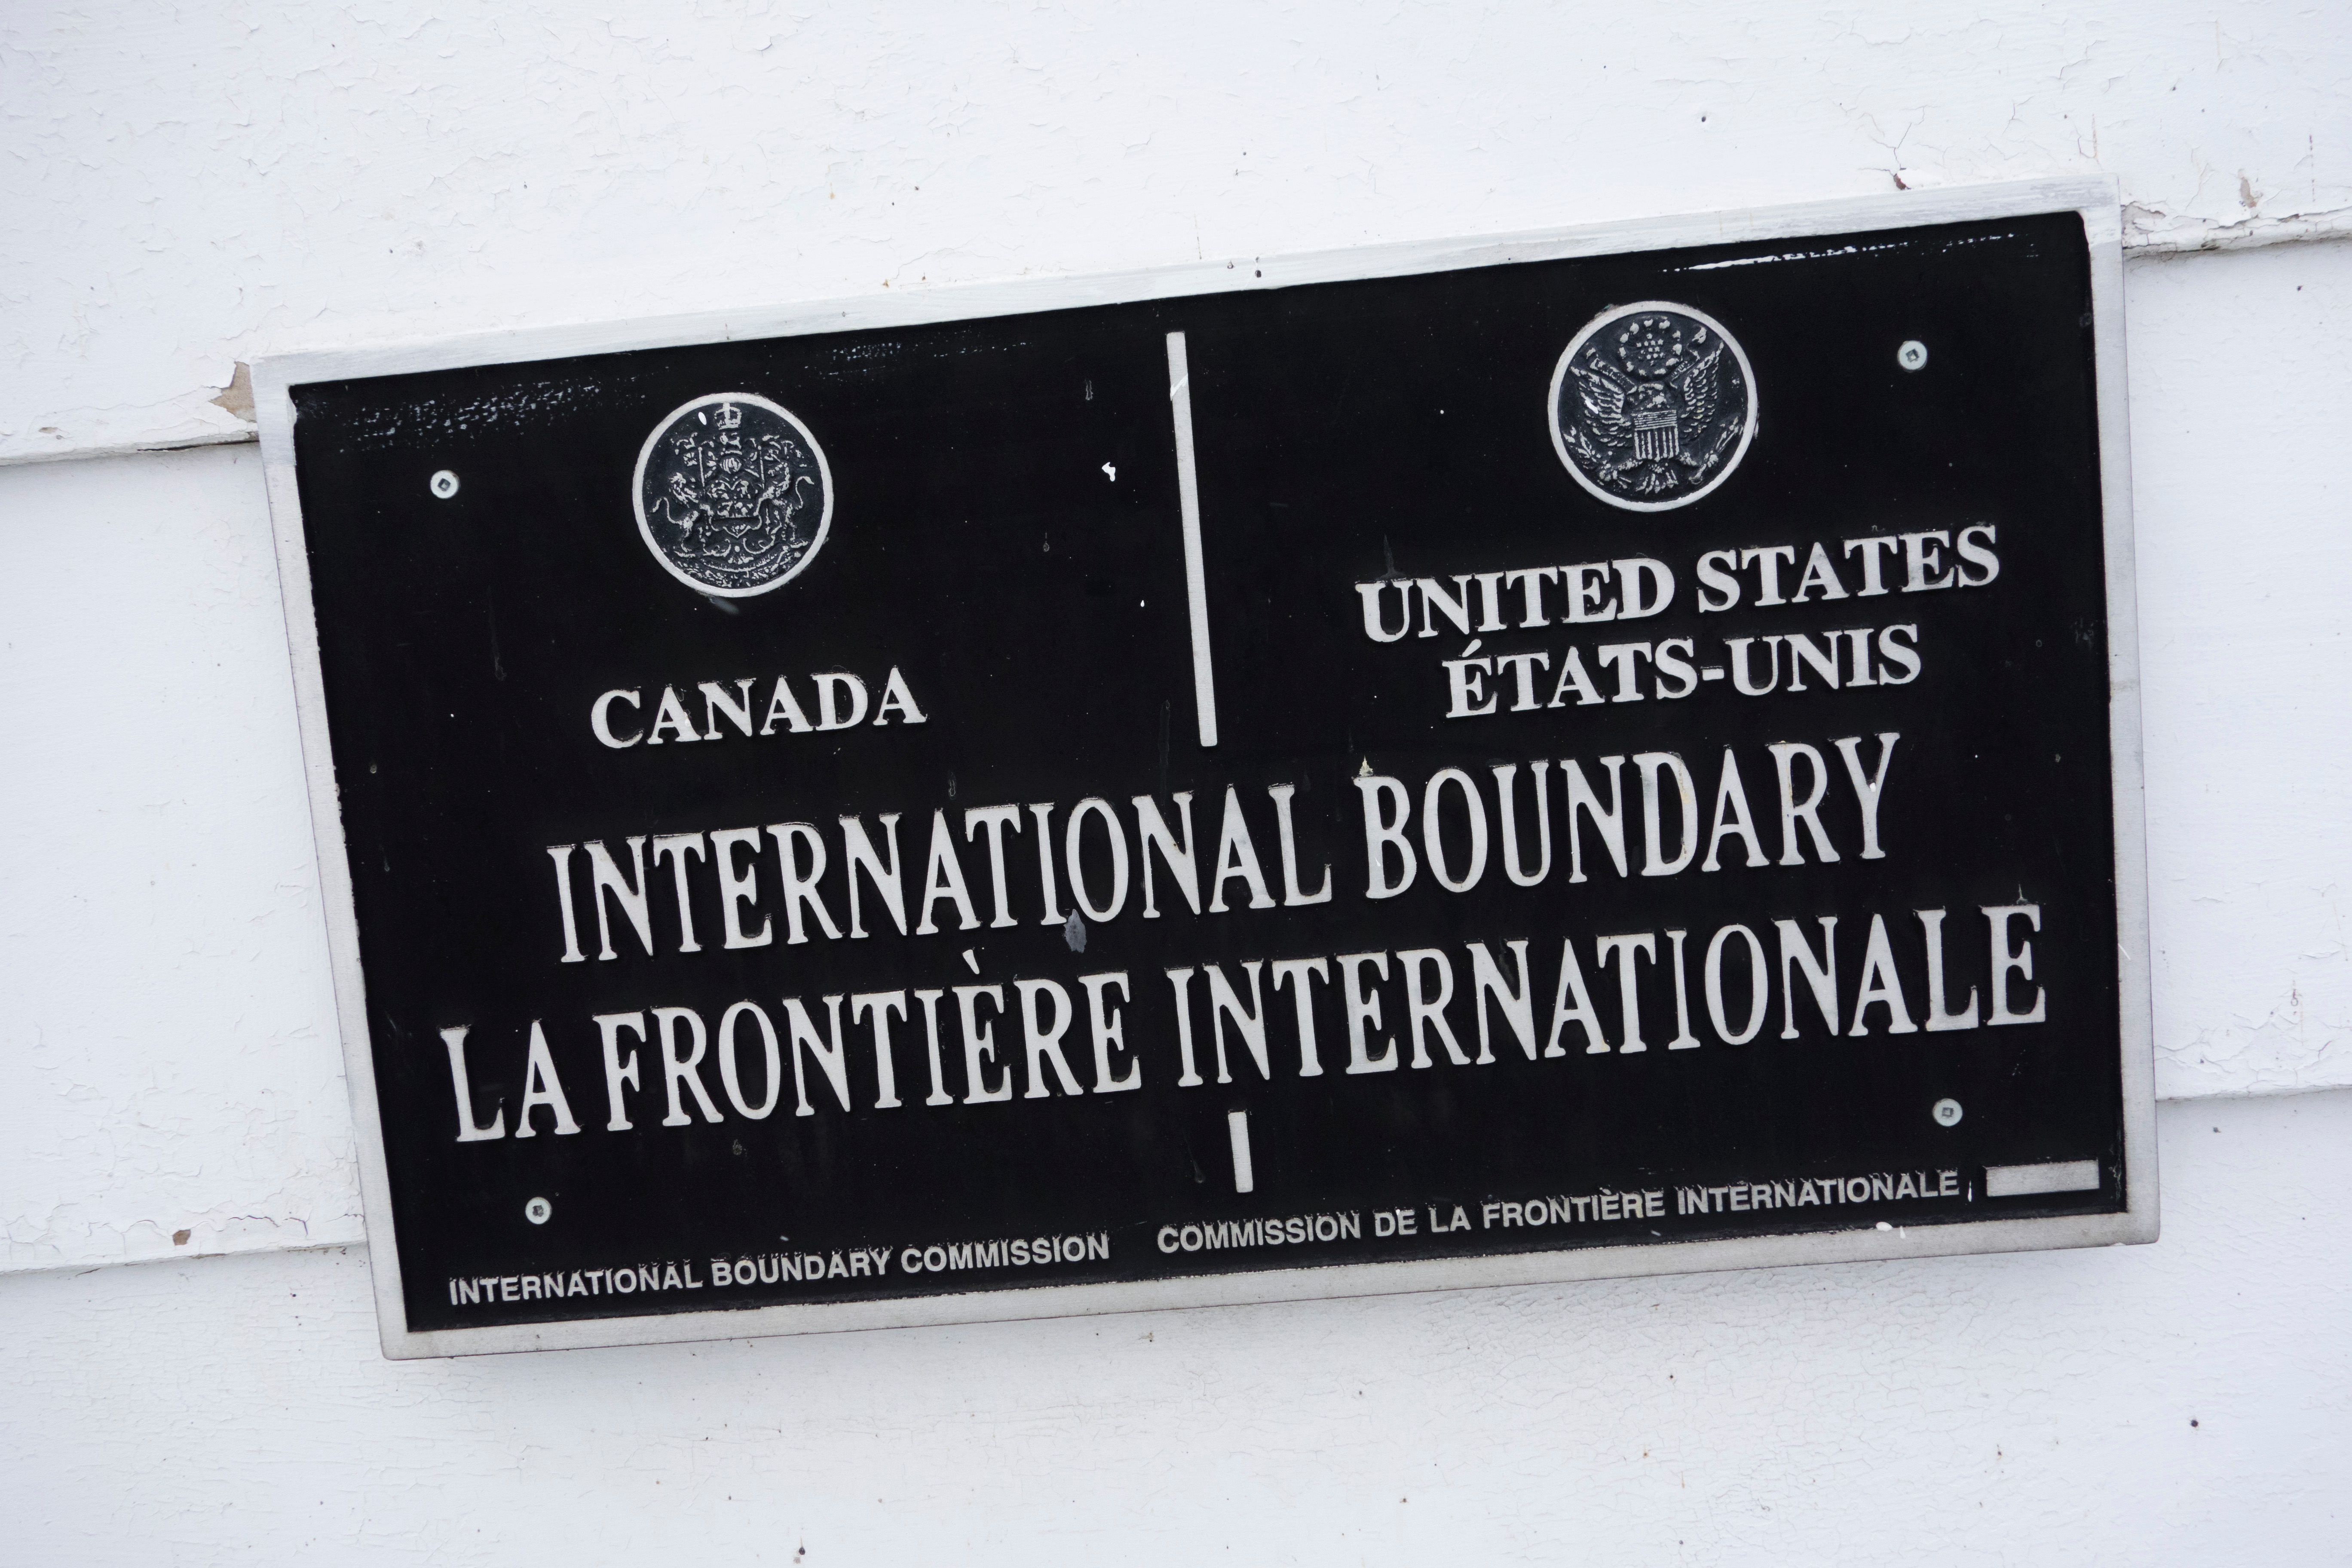 CANADA
UNITED STATES
ÉTATS-UNIS
INTERNATIONAL BOUNDARY
LA FRONTIÈRE INTERNATIONALE
INTERNATIONAL BOUNDARY COMMISSION COMMISSION DE LA FRONTIÈRE INTERNATIONALE